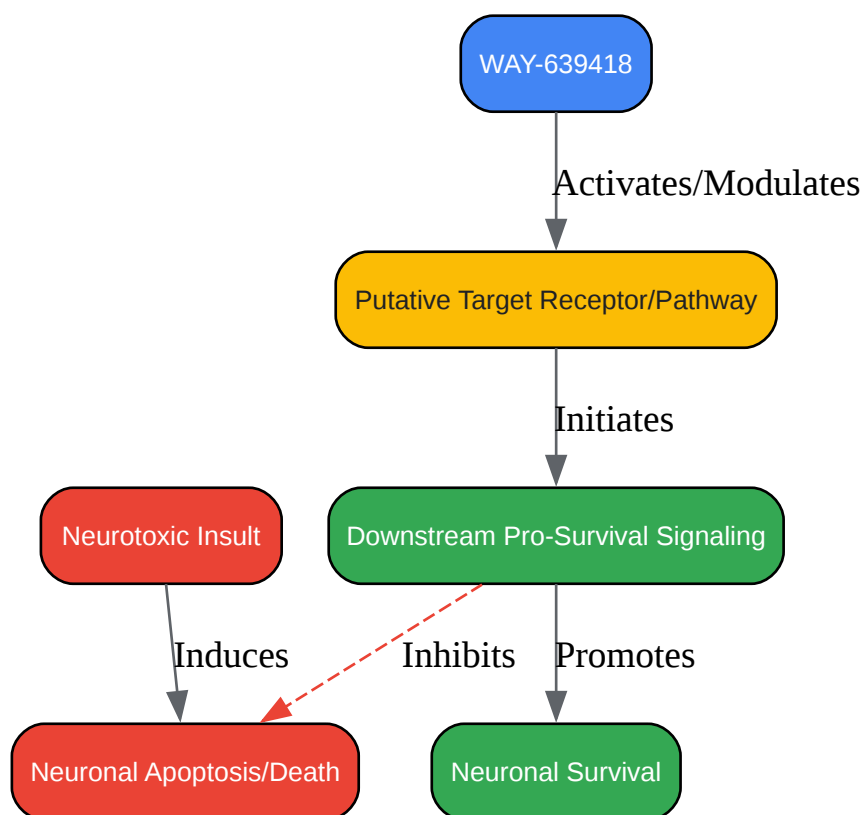 WAY-639418
Activates/Modulates
Putative Target Receptor/Pathway
Initiates
Neurotoxic Insult
Downstream Pro-Survival Signaling
Induces
Inhibits
Promotes
Neuronal Apoptosis/Death
Neuronal Survival